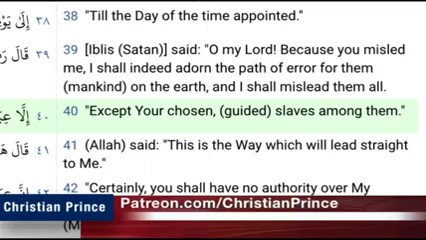 ٣٨
38 "Till the Day of the time appointed."
٣٩
39 [Iblis (Satan)] said: "O my Lord! Because you misled
me, I shall indeed adorn the path of error for them
(mankind) on the earth, and I shall mislead them all.
٤٠
40 "Except Your chosen, (guided) slaves among them."
٤١
41 (Allah) said: "This is the Way which will lead straight
to Me."
42 "Certainly, you shall have no authority over My
Christian Prince
Patreon.com/ChristianPrince